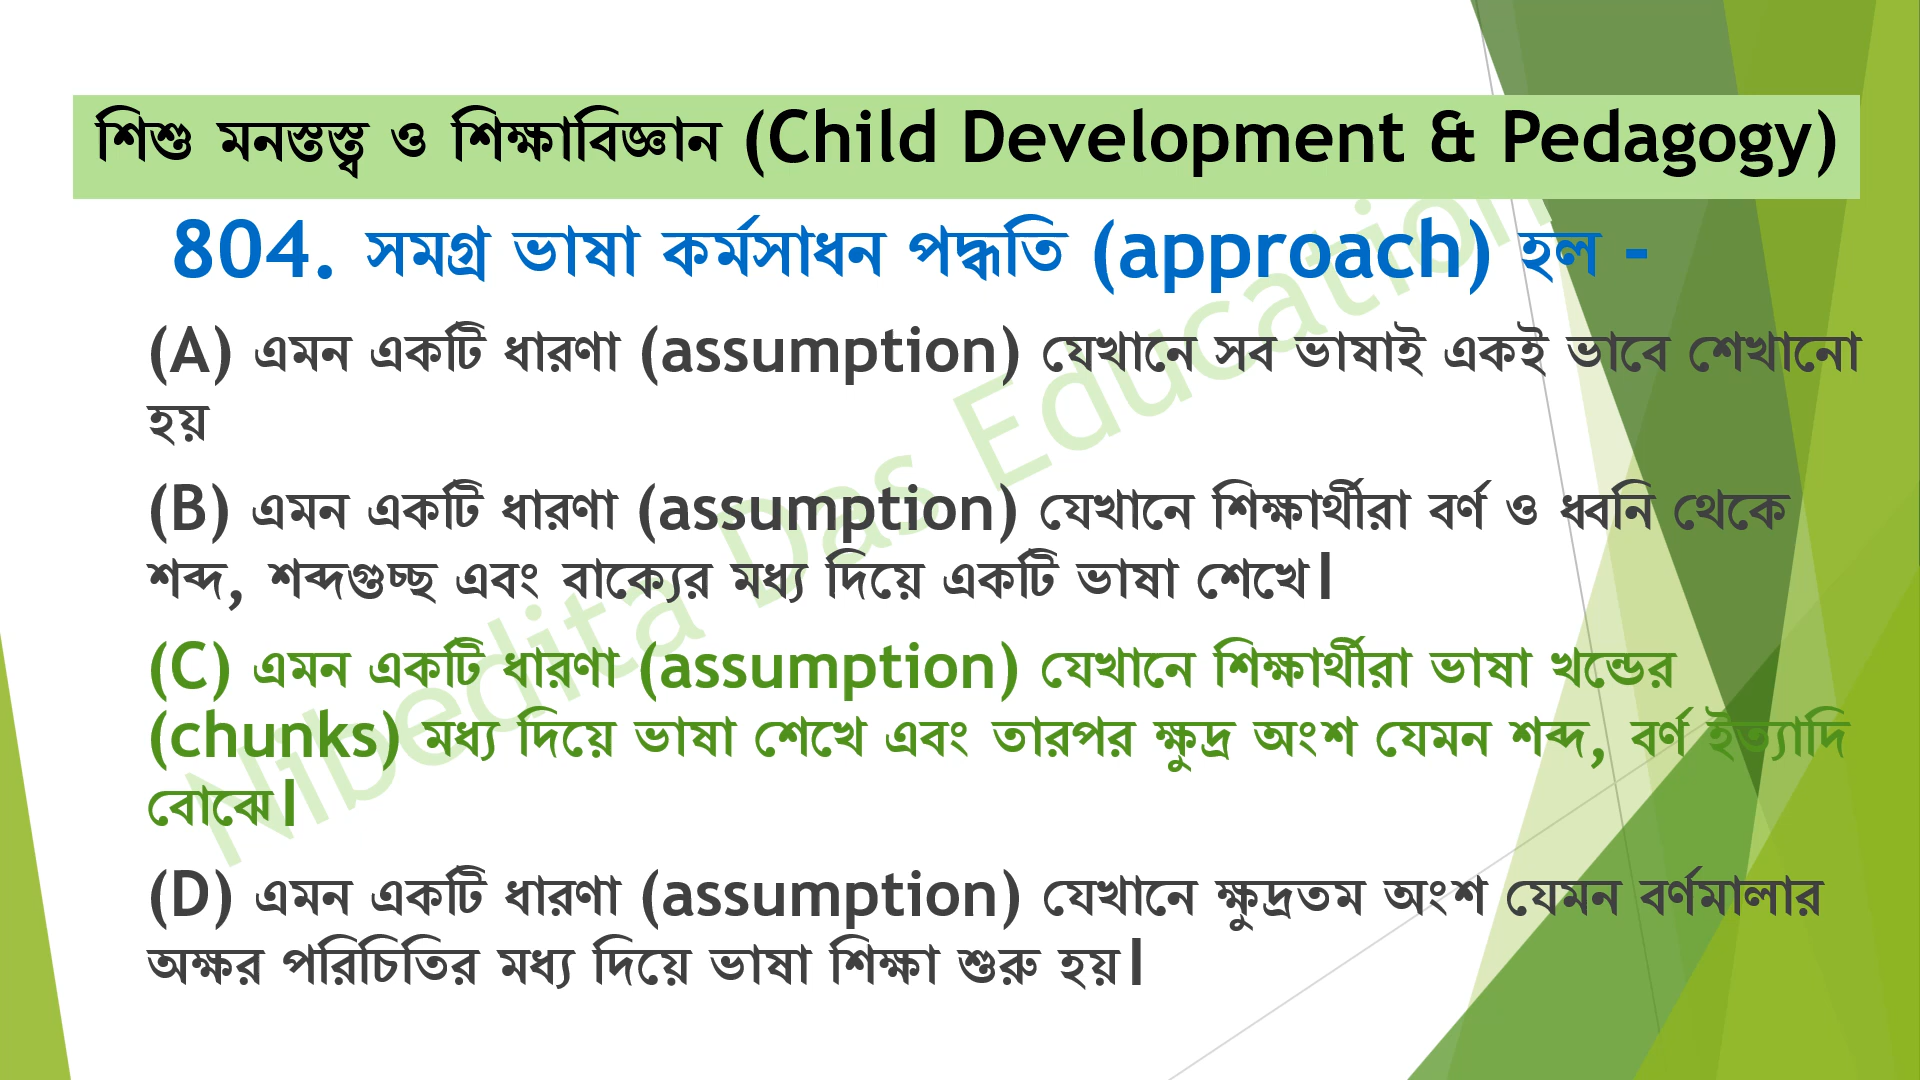 শিশু মনস্তত্ত্ব ও শিক্ষাবিজ্ঞান (Child Development & Pedagogy)
804. সমগ্র ভাষা কর্মসাধন পদ্ধতি (approach) হল -
(A) এমন একটি ধারণা (assumption) যেখানে সব ভাষাই একই ভাবে শেখানো
হয়
(B) এমন একটি ধারণা (assumption) যেখানে শিক্ষার্থীরা বর্ণ ও ধ্বনি থেকে
শব্দ, শব্দগুচ্ছ এবং বাক্যের মধ্য দিয়ে একটি ভাষা শেখে।
(C) এমন একটি ধারণা (assumption) যেখানে শিক্ষার্থীরা ভাষা খন্ডের
(chunks) মধ্য দিয়ে ভাষা শেখে এবং তারপর ক্ষুদ্র অংশ যেমন শব্দ, বর্ণ ইত্যাদি
বোঝে।
(D) এমন একটি ধারণা (assumption) যেখানে ক্ষুদ্রতম অংশ যেমন বর্ণমালার
অক্ষর পরিচিতির মধ্য দিয়ে ভাষা শিক্ষা শুরু হয়।
Nibedita Das Education